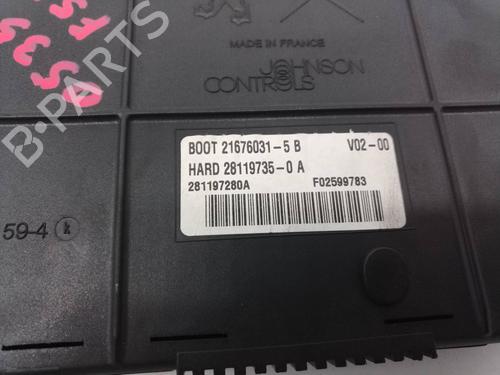 MADE IN FRANCE
JOHNSON
CONTROLS
BOOT 21676031-5 B V02-00
HARD 28119735-0 A
281197280A F02599783
59-4 k
B-PARTS